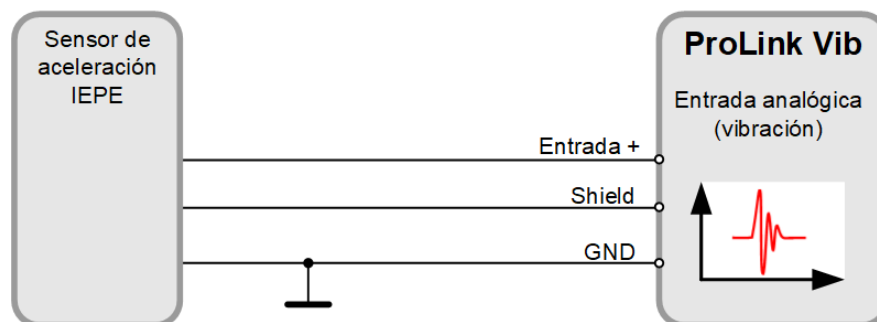 Sensor de
aceleración
IEPE
ProLink Vib
Entrada analógica
(vibración)
Entrada +
Shield
GND